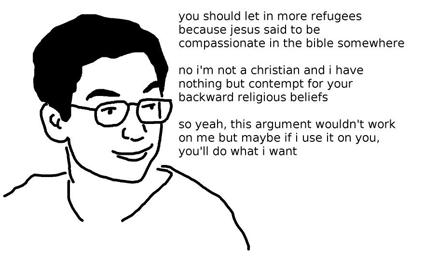 you should let in more refugees
because jesus said to be
compassionate in the bible somewhere
no i'm not a christian and i have
nothing but contempt for your
backward religious beliefs
so yeah, this argument wouldn't work
on me but maybe if i use it on you,
you'll do what i want